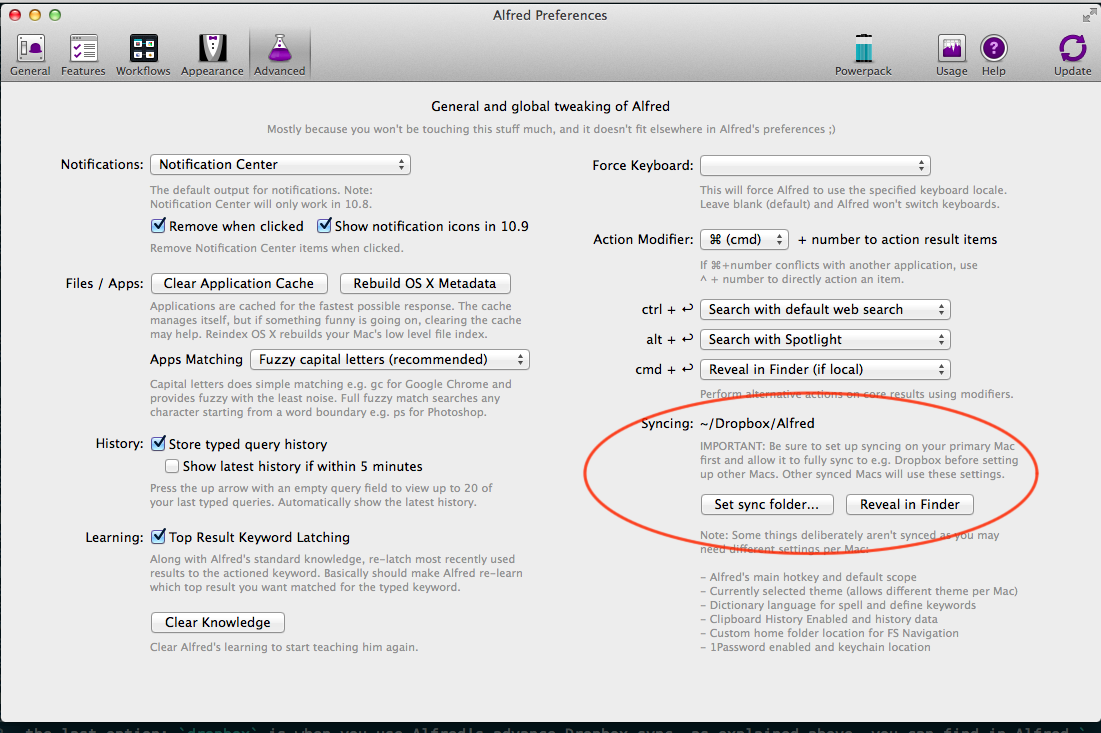 Alfred Preferences
General
Features
Workflows
Appearance
Advanced
Powerpack
Usage
Help
Update
General and global tweaking of Alfred
Mostly because you won't be touching this stuff much, and it doesn't fit elsewhere in Alfred's preferences ;)
Notifications: Notification Center
The default output for notifications. Note:
Notification Center will only work in 10.8.
Remove when clicked Show notification icons in 10.9
Remove Notification Center items when clicked.
Files / Apps: Clear Application Cache Rebuild OS X Metadata
Applications are cached for the fastest possible response. The cache
manages itself, but if something funny is going on, clearing the cache
may help. Reindex OS X rebuilds your Mac's low level file index.
Apps Matching Fuzzy capital letters (recommended)
Capital letters does simple matching e.g. gc for Google Chrome and
provides fuzzy with the least noise. Full fuzzy match searches any
character starting from a word boundary e.g. ps for Photoshop.
History: Store typed query history
Show latest history if within 5 minutes
Press the up arrow with an empty query field to view up to 20 of
your last typed queries. Automatically show the latest history.
Learning: Top Result Keyword Latching
Along with Alfred's standard knowledge, re-latch most recently used
results to the actioned keyword. Basically should make Alfred re-learn
which top result you want matched for the typed keyword.
Clear Knowledge
Clear Alfred's learning to start teaching him again.
Force Keyboard:
This will force Alfred to use the specified keyboard locale.
Leave blank (default) and Alfred won't switch keyboards.
Action Modifier: ⌘ (cmd) + number to action result items
If ⌘+number conflicts with another application, use
^ + number to directly action an item.
ctrl + ↩ Search with default web search
alt + ↩ Search with Spotlight
cmd + ↩ Reveal in Finder (if local)
Perform alternative actions on core results using modifiers.
Syncing: ~/Dropbox/Alfred
IMPORTANT: Be sure to set up syncing on your primary Mac
first and allow it to fully sync to e.g. Dropbox before setting
up other Macs. Other synced Macs will use these settings.
Set sync folder... Reveal in Finder
Note: Some things deliberately aren't synced as you may
need different settings per Mac:
- Alfred's main hotkey and default scope
- Currently selected theme (allows different theme per Mac)
- Dictionary language for spell and define keywords
- Clipboard History Enabled and history data
- Custom home folder location for FS Navigation
- 1Password enabled and keychain location
the last option: `dropbox` is when you use Alfred's advance Dropbox sync, as explained above, you can find in Alfred